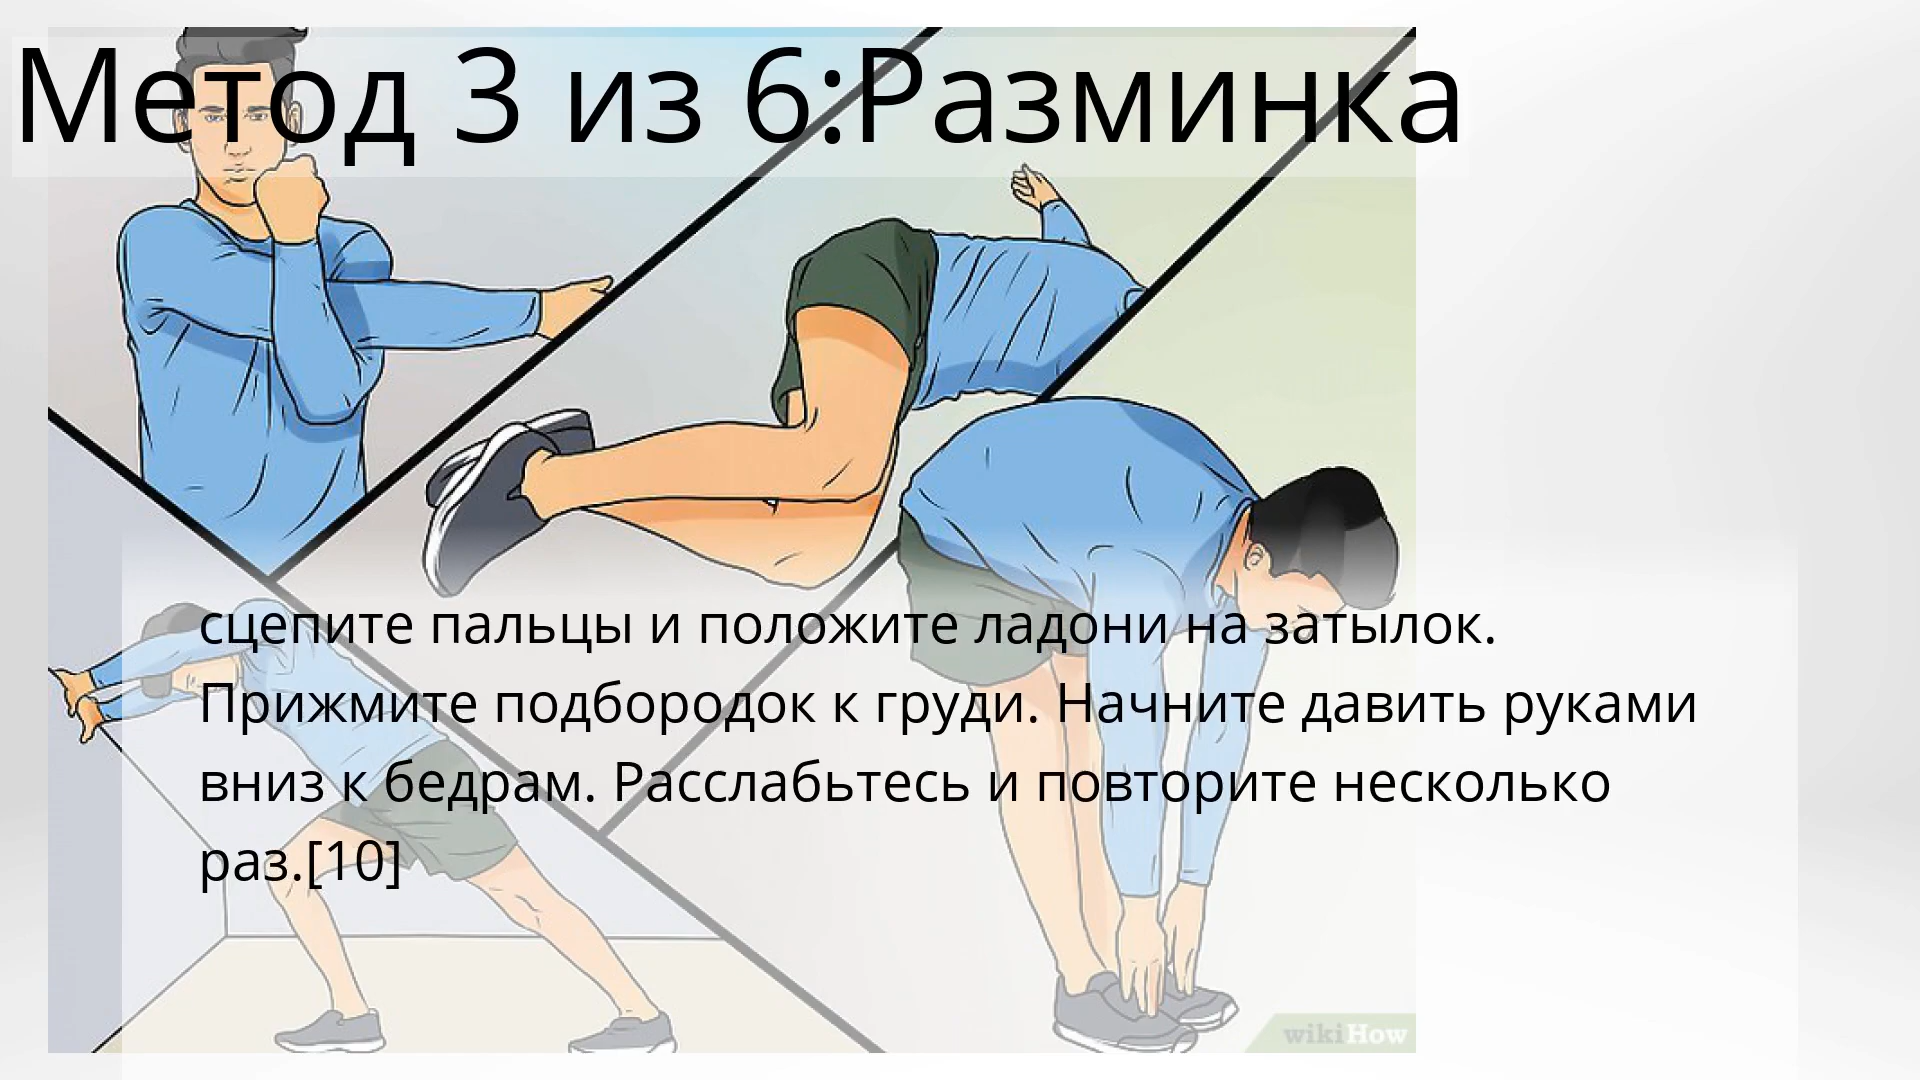 Метод 3 из 6:Разминка
сцепите пальцы и положите ладони на затылок.
Прижмите подбородок к груди. Начните давить руками
вниз к бедрам. Расслабьтесь и повторите несколько
раз.[10]
wikiHow